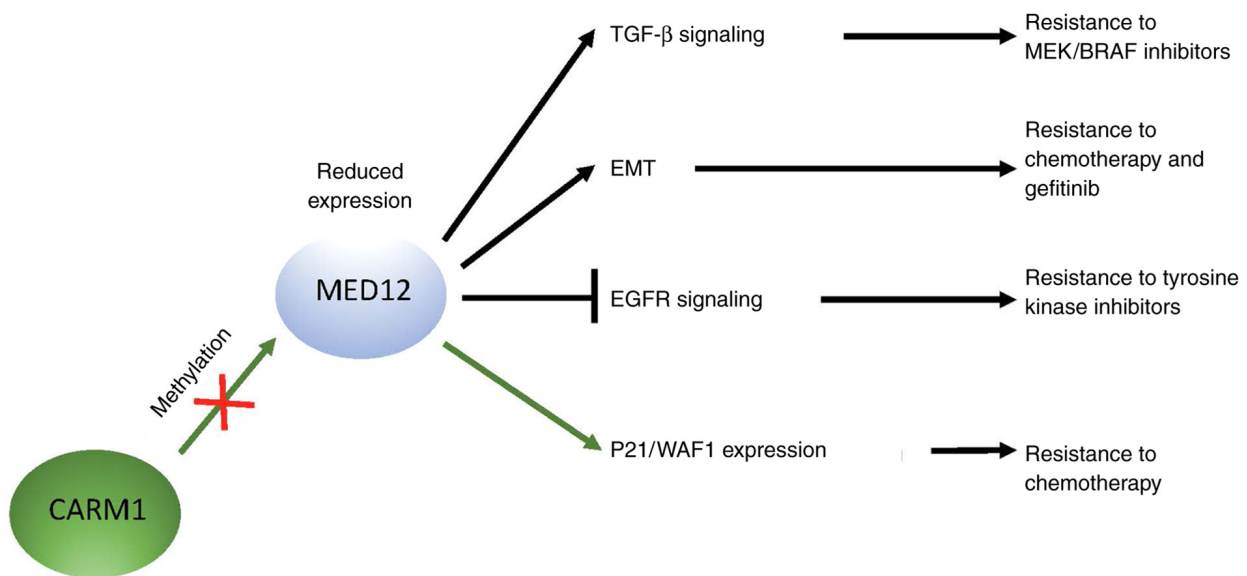 TGF-β signaling
Resistance to
MEK/BRAF inhibitors
Reduced
expression
EMT
Resistance to
chemotherapy and
gefitinib
MED12
EGFR signaling
Resistance to tyrosine
kinase inhibitors
Methylation
P21/WAF1 expression
Resistance to
chemotherapy
CARM1